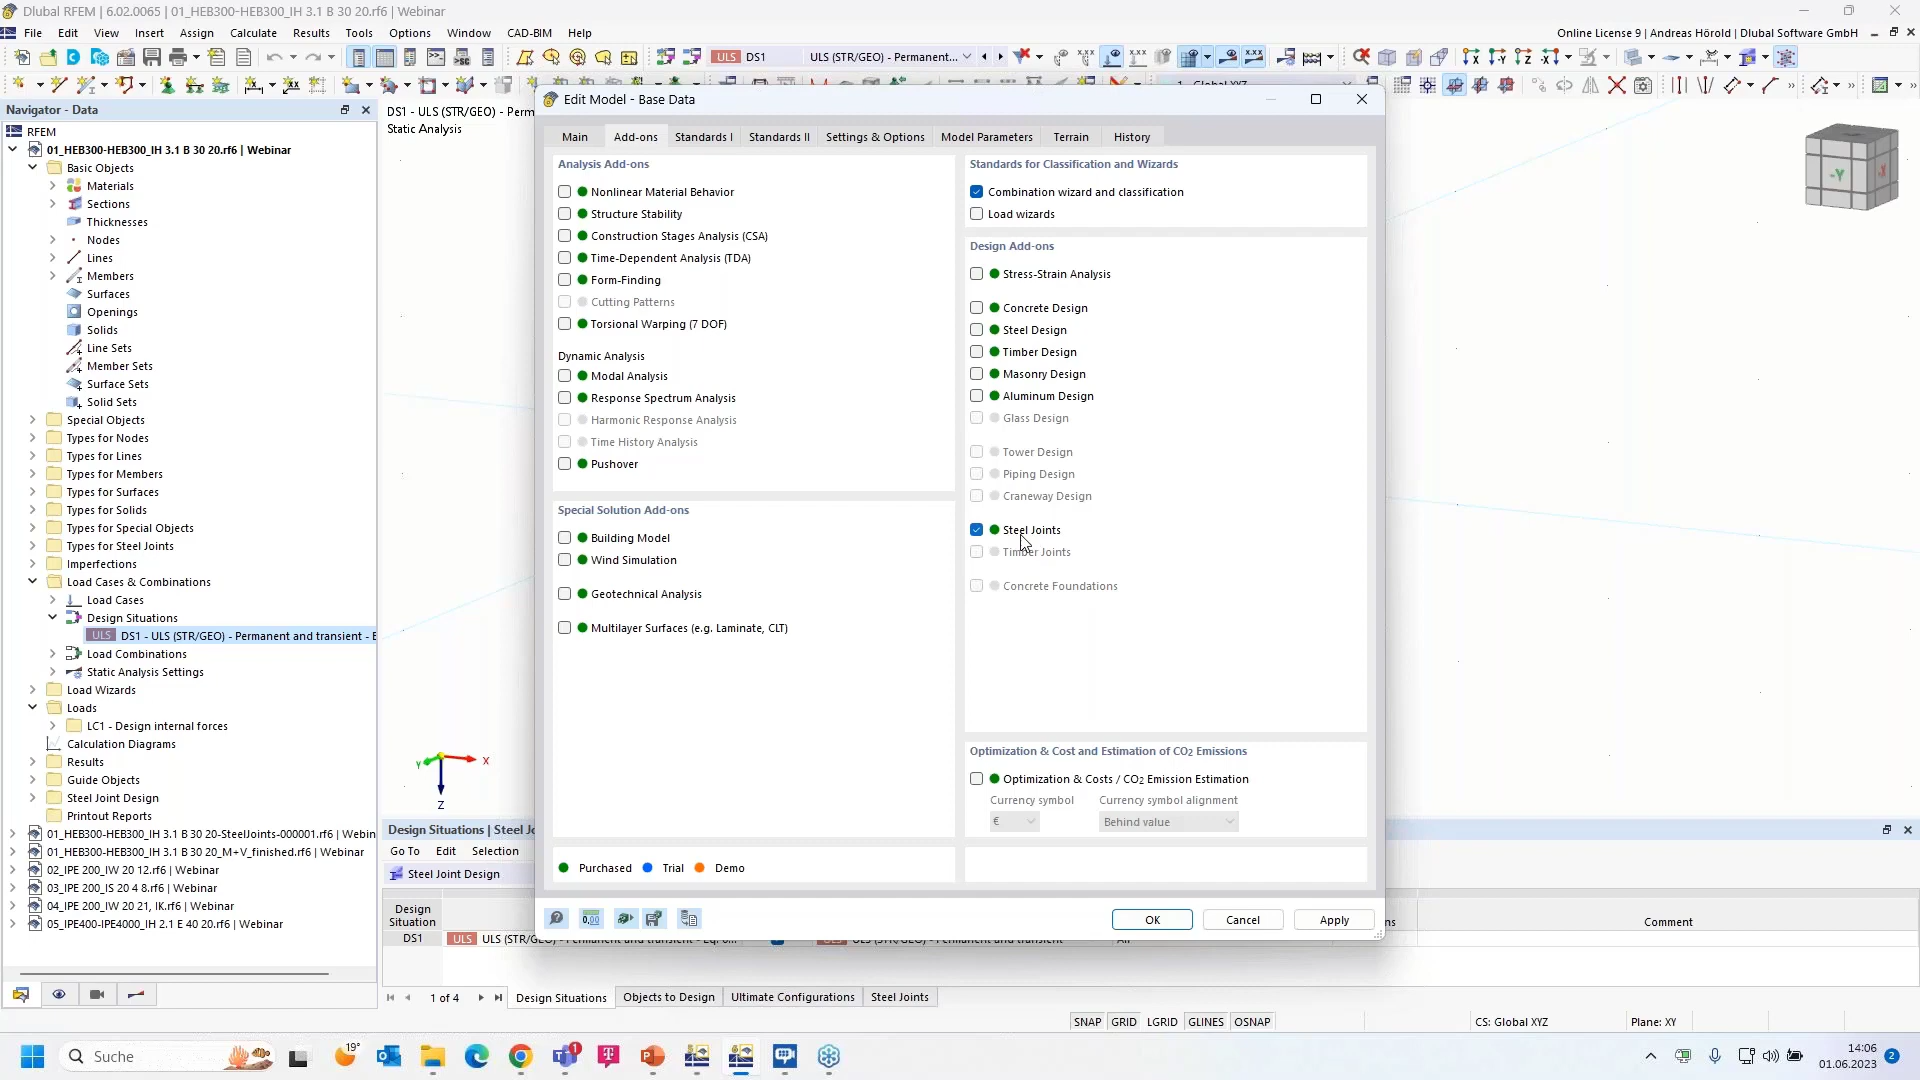 Dlubal RFEM | 6.02.0065 | 01_HEB300-HEB300_IH 3.1 B 30 20.rf6 | Webinar
File Edit View Insert Assign Calculate Results Tools Options Window CAD-BIM Help
Online License 9 | Andreas Hörold | Dlubal Software GmbH
ULS DS1 ULS (STR/GEO) - Permanent...
Navigator - Data
RFEM
01_HEB300-HEB300_IH 3.1 B 30 20.rf6 | Webinar
Basic Objects
Materials
Sections
Thicknesses
Nodes
Lines
Members
Surfaces
Openings
Solids
Line Sets
Member Sets
Surface Sets
Solid Sets
Special Objects
Types for Nodes
Types for Lines
Types for Members
Types for Surfaces
Types for Solids
Types for Special Objects
Types for Steel Joints
Imperfections
Load Cases & Combinations
Load Cases
Design Situations
ULS DS1 - ULS (STR/GEO) - Permanent and transient - E
Load Combinations
Static Analysis Settings
Load Wizards
Loads
LC1 - Design internal forces
Calculation Diagrams
Results
Guide Objects
Steel Joint Design
Printout Reports
01_HEB300-HEB300_IH 3.1 B 30 20-SteelJoints-000001.rf6 | Webin
01_HEB300-HEB300_IH 3.1 B 30 20_M+V_finished.rf6 | Webinar
02_IPE 200_IW 20 12.rf6 | Webinar
03_IPE 200_IS 20 4 8.rf6 | Webinar
04_IPE 200_IW 20 21, IK.rf6 | Webinar
05_IPE400-IPE4000_IH 2.1 E 40 20.rf6 | Webinar
DS1 - ULS (STR/GEO) - Perm
Static Analysis
-Y
X
Y
Z
Edit Model - Base Data
Main Add-ons Standards I Standards II Settings & Options Model Parameters Terrain History
Analysis Add-ons
Nonlinear Material Behavior
Structure Stability
Construction Stages Analysis (CSA)
Time-Dependent Analysis (TDA)
Form-Finding
Cutting Patterns
Torsional Warping (7 DOF)
Dynamic Analysis
Modal Analysis
Response Spectrum Analysis
Harmonic Response Analysis
Time History Analysis
Pushover
Special Solution Add-ons
Building Model
Wind Simulation
Geotechnical Analysis
Multilayer Surfaces (e.g. Laminate, CLT)
Purchased Trial Demo
Standards for Classification and Wizards
Combination wizard and classification
Load wizards
Design Add-ons
Stress-Strain Analysis
Concrete Design
Steel Design
Timber Design
Masonry Design
Aluminum Design
Glass Design
Tower Design
Piping Design
Craneway Design
Steel Joints
Timber Joints
Concrete Foundations
Optimization & Cost and Estimation of CO2 Emissions
Optimization & Costs / CO2 Emission Estimation
Currency symbol Currency symbol alignment
€ Behind value
OK Cancel Apply
Design Situations | Steel Jo
Go To Edit Selection
Steel Joint Design
Design
Situation
Comment
DS1 ULS
1 of 4 Design Situations Objects to Design Ultimate Configurations Steel Joints
SNAP GRID LGRID GLINES OSNAP CS: Global XYZ Plane: XY
Suche
19°
14:06
01.06.2023
2